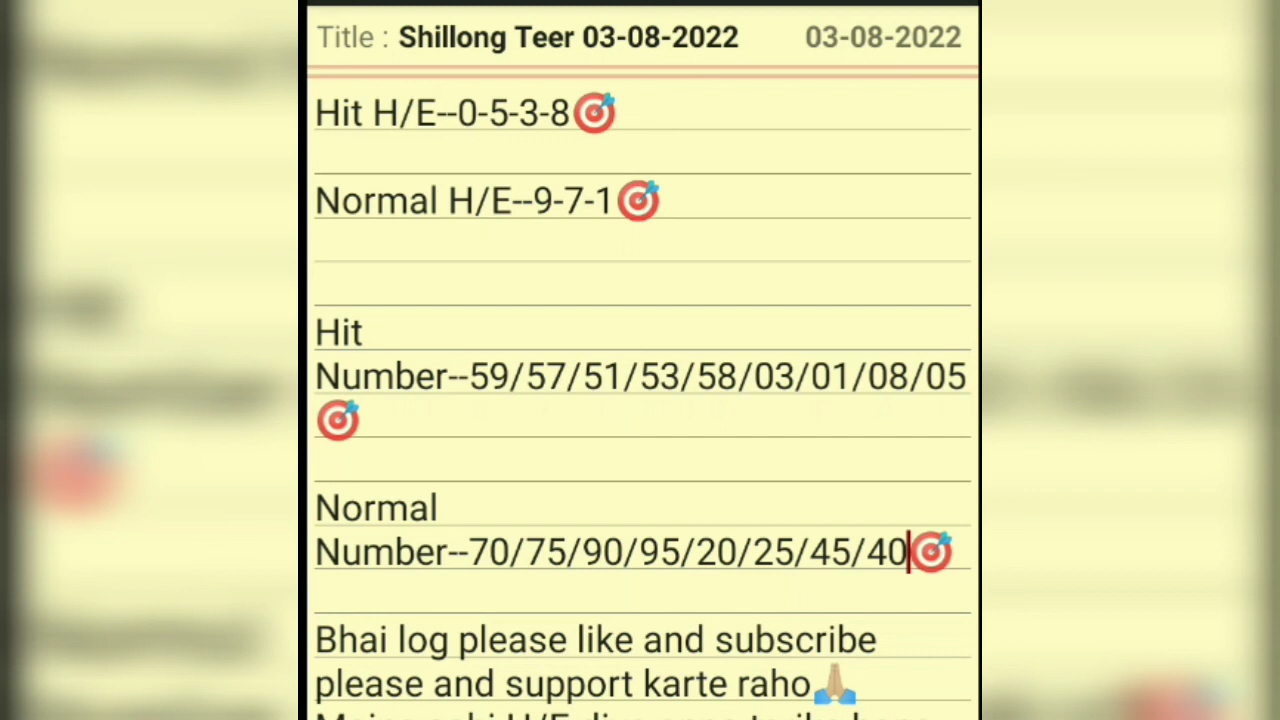 Title : Shillong Teer 03-08-2022 03-08-2022
Hit H/E--0-5-3-8🎯
Normal H/E--9-7-1🎯
Hit
Number--59/57/51/53/58/03/01/08/05
🎯
Normal
Number--70/75/90/95/20/25/45/40🎯
Bhai log please like and subscribe
please and support karte raho🙏🏼